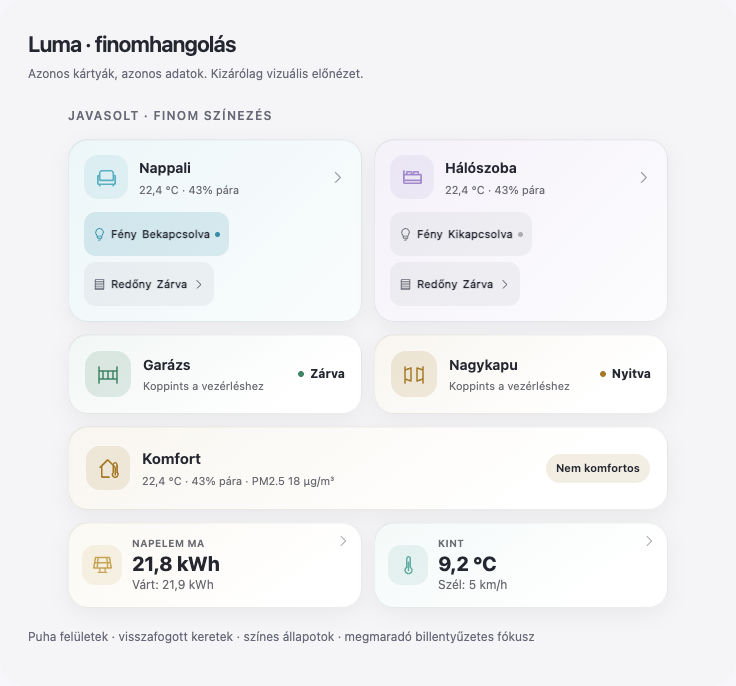 Luma · finomhangolás
Azonos kártyák, azonos adatok. Kizárólag vizuális előnézet.
JAVASOLT · FINOM SZÍNEZÉS
Nappali
22,4 °C · 43% pára
Fény Bekapcsolva
Redőny Zárva
Hálószoba
22,4 °C · 43% pára
Fény Kikapcsolva
Redőny Zárva
Garázs
Koppints a vezérléshez
Zárva
Nagykapu
Koppints a vezérléshez
Nyitva
Komfort
22,4 °C · 43% pára · PM2.5 18 µg/m³
Nem komfortos
NAPELEM MA
21,8 kWh
Várt: 21,9 kWh
KINT
9,2 °C
Szél: 5 km/h
Puha felületek · visszafogott keretek · színes állapotok · megmaradó billentyűzetes fókusz